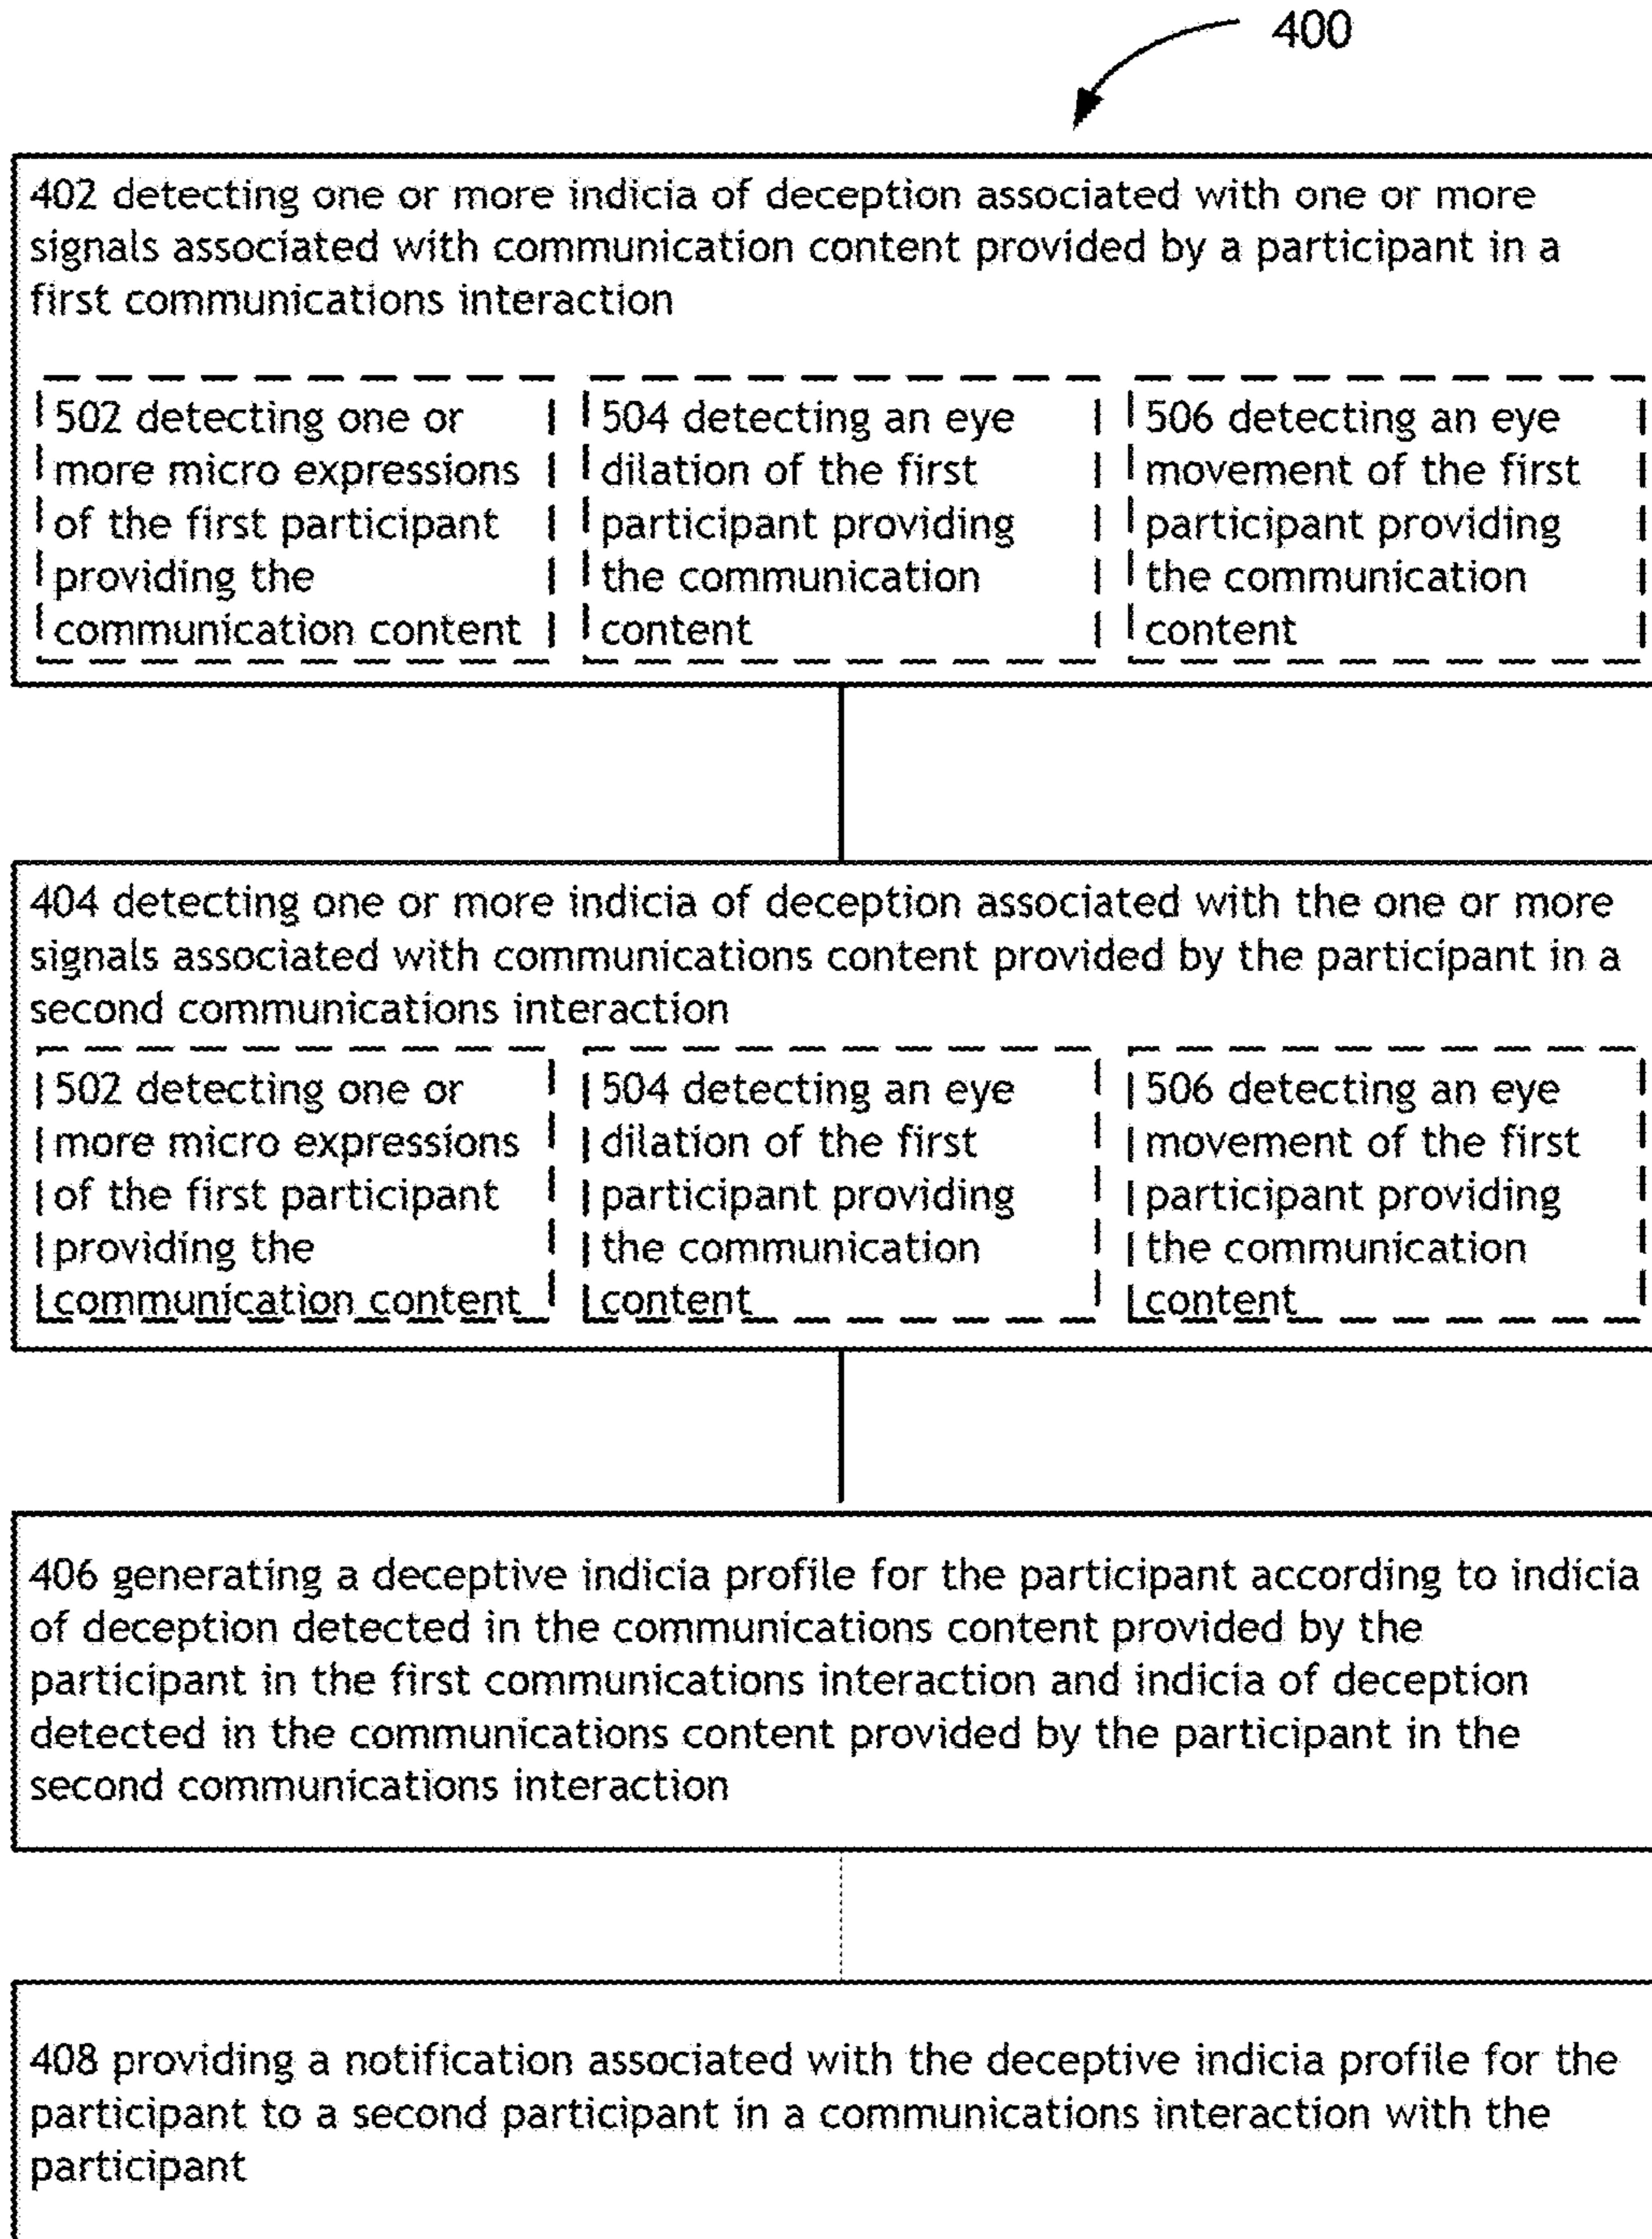 400
402 detecting one or more indicia of deception associated with one or more
signals associated with communication content provided by a participant in a
first communications interaction
502 detecting one or
more micro expressions
of the first participant
providing the
communication content
504 detecting an eye
dilation of the first
participant providing
the communication
content
506 detecting an eye
movement of the first
participant providing
the communication
content
404 detecting one or more indicia of deception associated with the one or more
signals associated with communications content provided by the participant in a
second communications interaction
502 detecting one or
more micro expressions
of the first participant
providing the
communication content
504 detecting an eye
dilation of the first
participant providing
the communication
content
506 detecting an eye
movement of the first
participant providing
the communication
content
406 generating a deceptive indicia profile for the participant according to indicia
of deception detected in the communications content provided by the
participant in the first communications interaction and indicia of deception
detected in the communications content provided by the participant in the
second communications interaction
408 providing a notification associated with the deceptive indicia profile for the
participant to a second participant in a communications interaction with the
participant